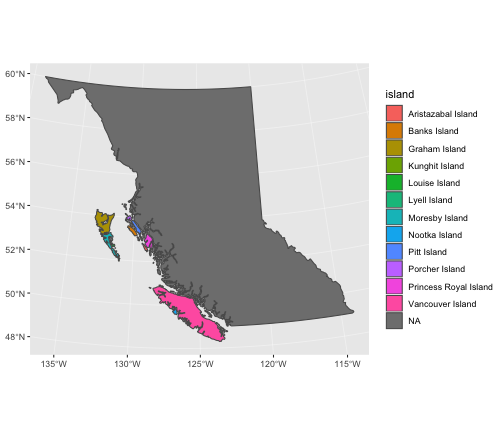 60°N
58°N
56°N
54°N
52°N
50°N
48°N
135°W 130°W 125°W 120°W 115°W
island
Aristazabal Island
Banks Island
Graham Island
Kunghit Island
Louise Island
Lyell Island
Moresby Island
Nootka Island
Pitt Island
Porcher Island
Princess Royal Island
Vancouver Island
NA